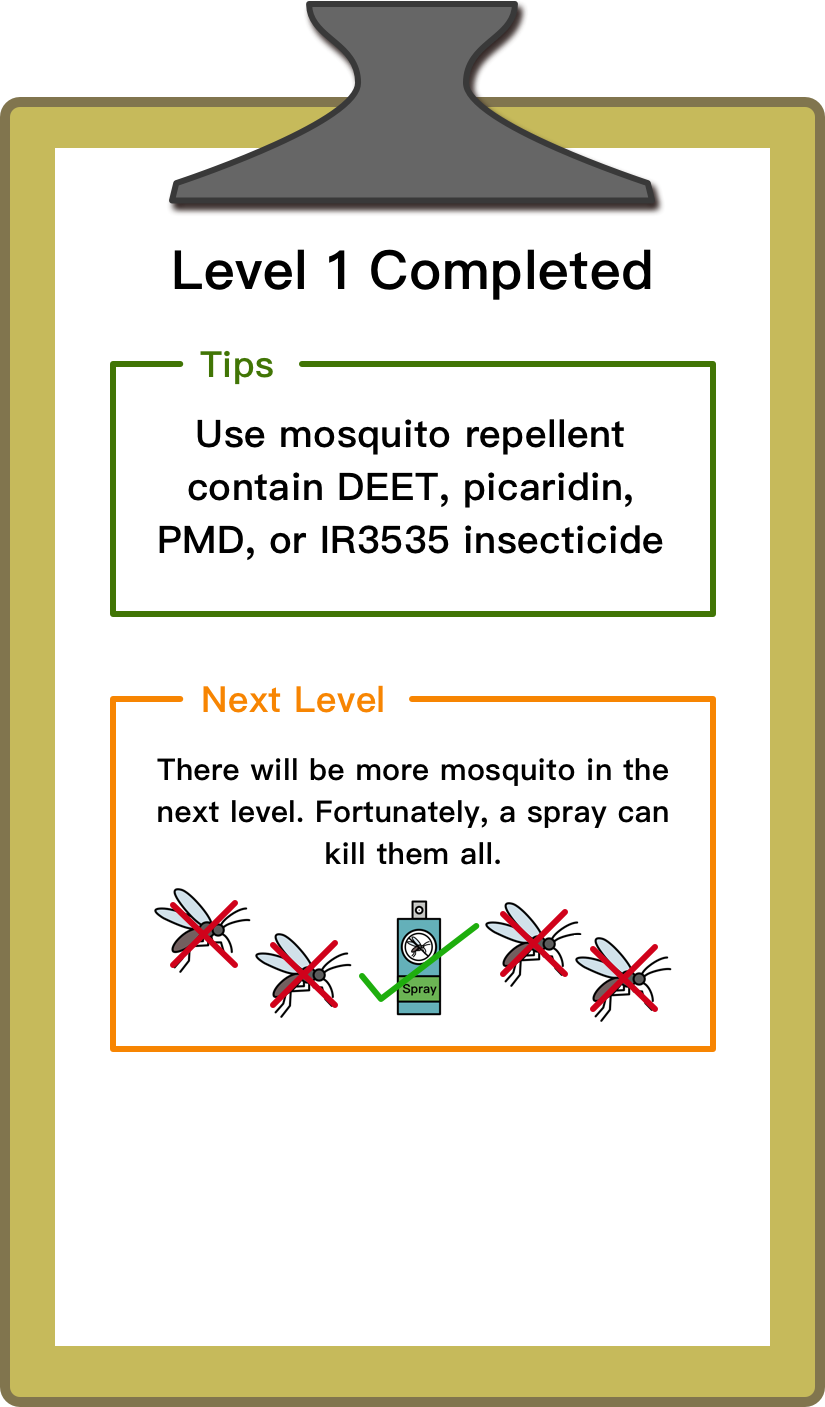 Level 1 Completed
Tips
Use mosquito repellent
contain DEET, picaridin,
PMD, or IR3535 insecticide
Next Level
There will be more mosquito in the
next level. Fortunately, a spray can
kill them all.
Spray